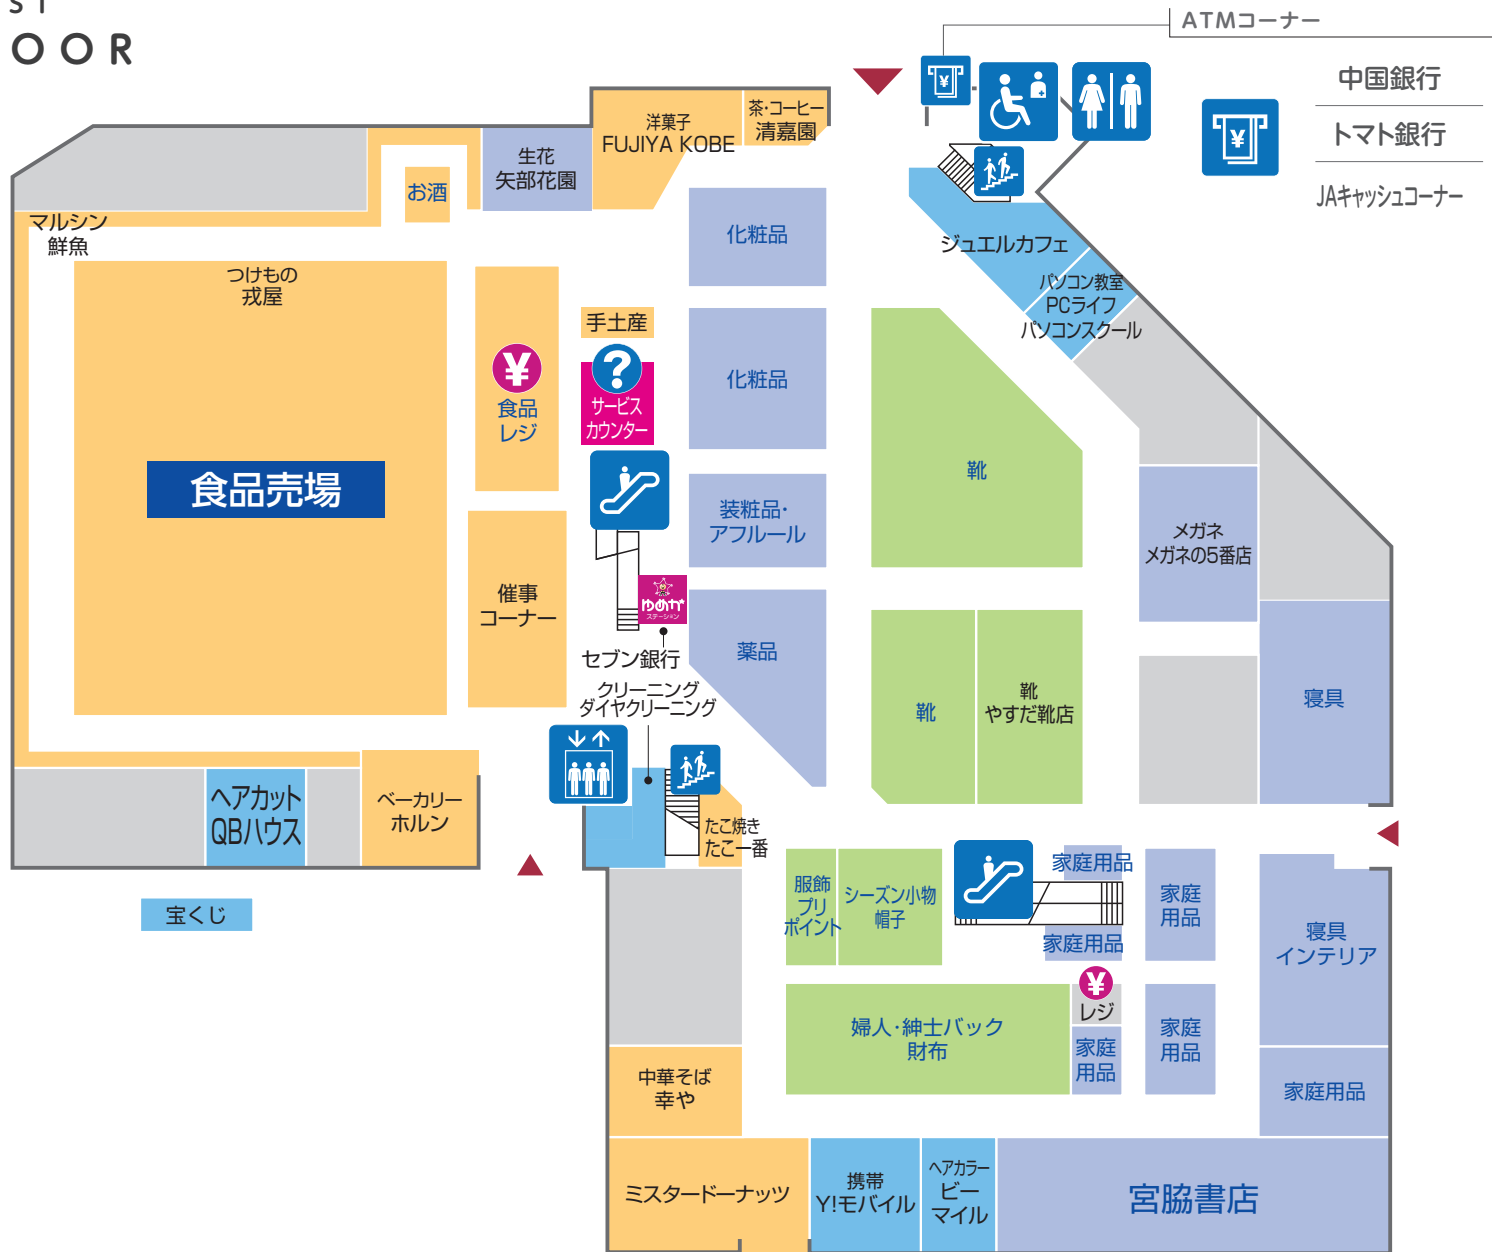 ST
OOR
ATMコーナー
中国銀行
トマト銀行
JAキャッシュコーナー
洋菓子
FUJIYA KOBE
茶・コーヒー
清嘉園
生花
矢部花園
お酒
マルシン
鮮魚
つけもの
戎屋
食品売場
¥
食品
レジ
手土産
?
サービス
カウンター
催事
コーナー
化粧品
化粧品
装粧品・
アフルール
薬品
ゆめか
ステーション
セブン銀行
クリーニング
ダイヤクリーニング
ジュエルカフェ
パソコン教室
PCライフ
パソコンスクール
靴
メガネ
メガネの5番店
靴
靴
やすだ靴店
寝具
ヘアカット
QBハウス
ベーカリー
ホルン
たこ焼き
たこ一番
宝くじ
服飾
プリ
ポイント
シーズン小物
帽子
家庭用品
家庭用品
家庭
用品
寝具
インテリア
婦人・紳士バック
財布
¥
レジ
家庭
用品
家庭
用品
家庭用品
中華そば
幸や
ミスタードーナッツ
携帯
Y!モバイル
ヘアカラー
ビー
マイル
宮脇書店